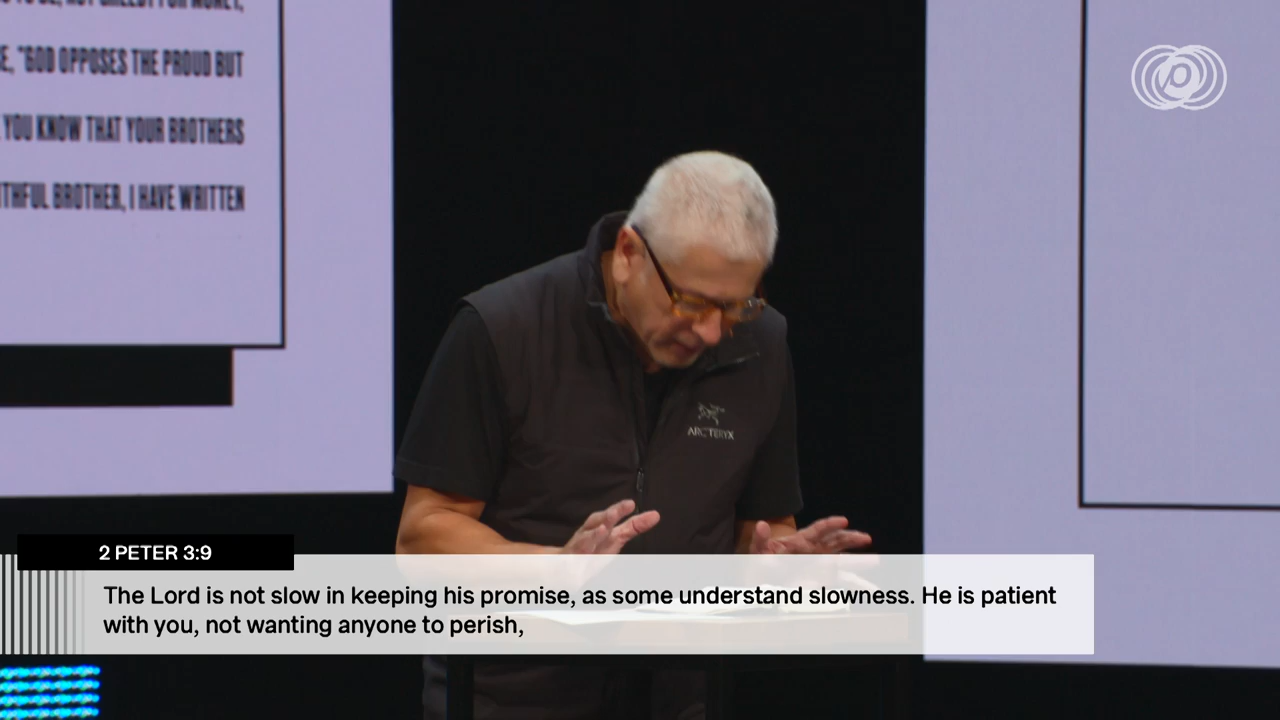 E, "GOD OPPOSES THE PROUD BUT
YOU KNOW THAT YOUR BROTHERS
THFUL BROTHER, I HAVE WRITTEN
ARC'TERYX
2 PETER 3:9
The Lord is not slow in keeping his promise, as some understand slowness. He is patient
with you, not wanting anyone to perish,